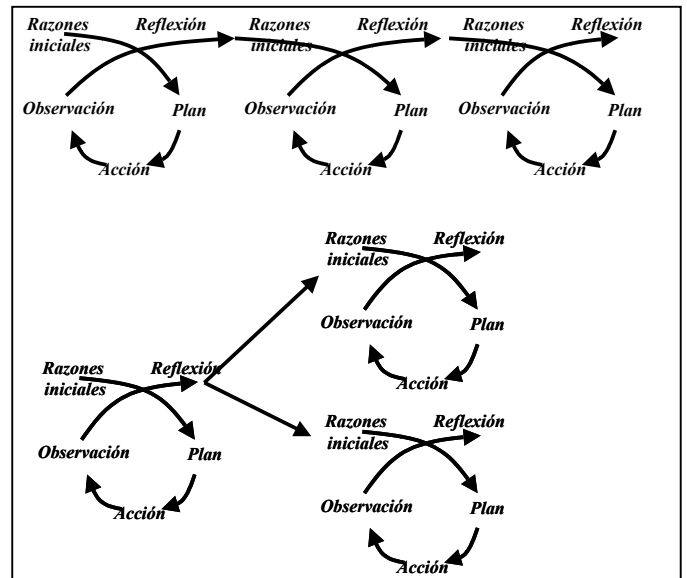 Razones
iniciales
Reflexión
Observación
Plan
Acción
Razones
iniciales
Reflexión
Observación
Plan
Acción
Razones
iniciales
Reflexión
Observación
Plan
Acción
Razones
iniciales
Reflexión
Observación
Plan
Acción
Razones
iniciales
Reflexión
Observación
Plan
Acción
Razones
iniciales
Reflexión
Observación
Plan
Acción